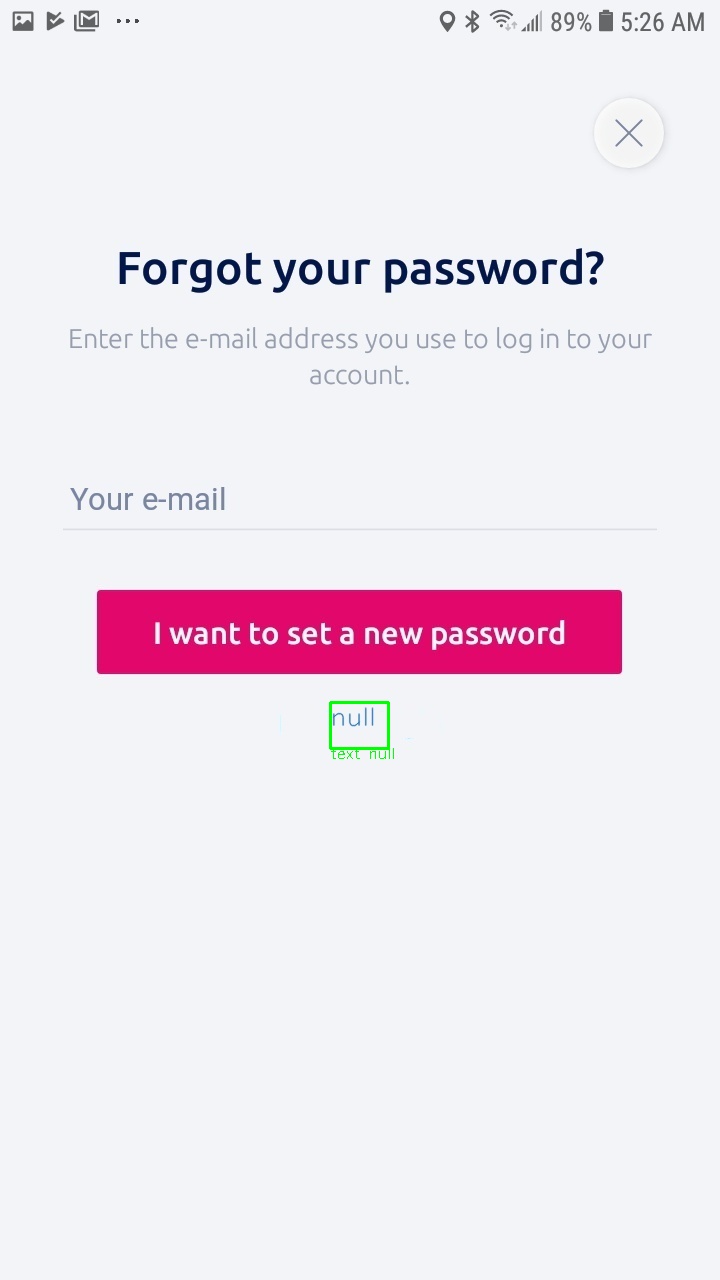 89% 5:26 AM
Forgot your password?
Enter the e-mail address you use to log in to your
account.
Your e-mail
I want to set a new password
null
text null